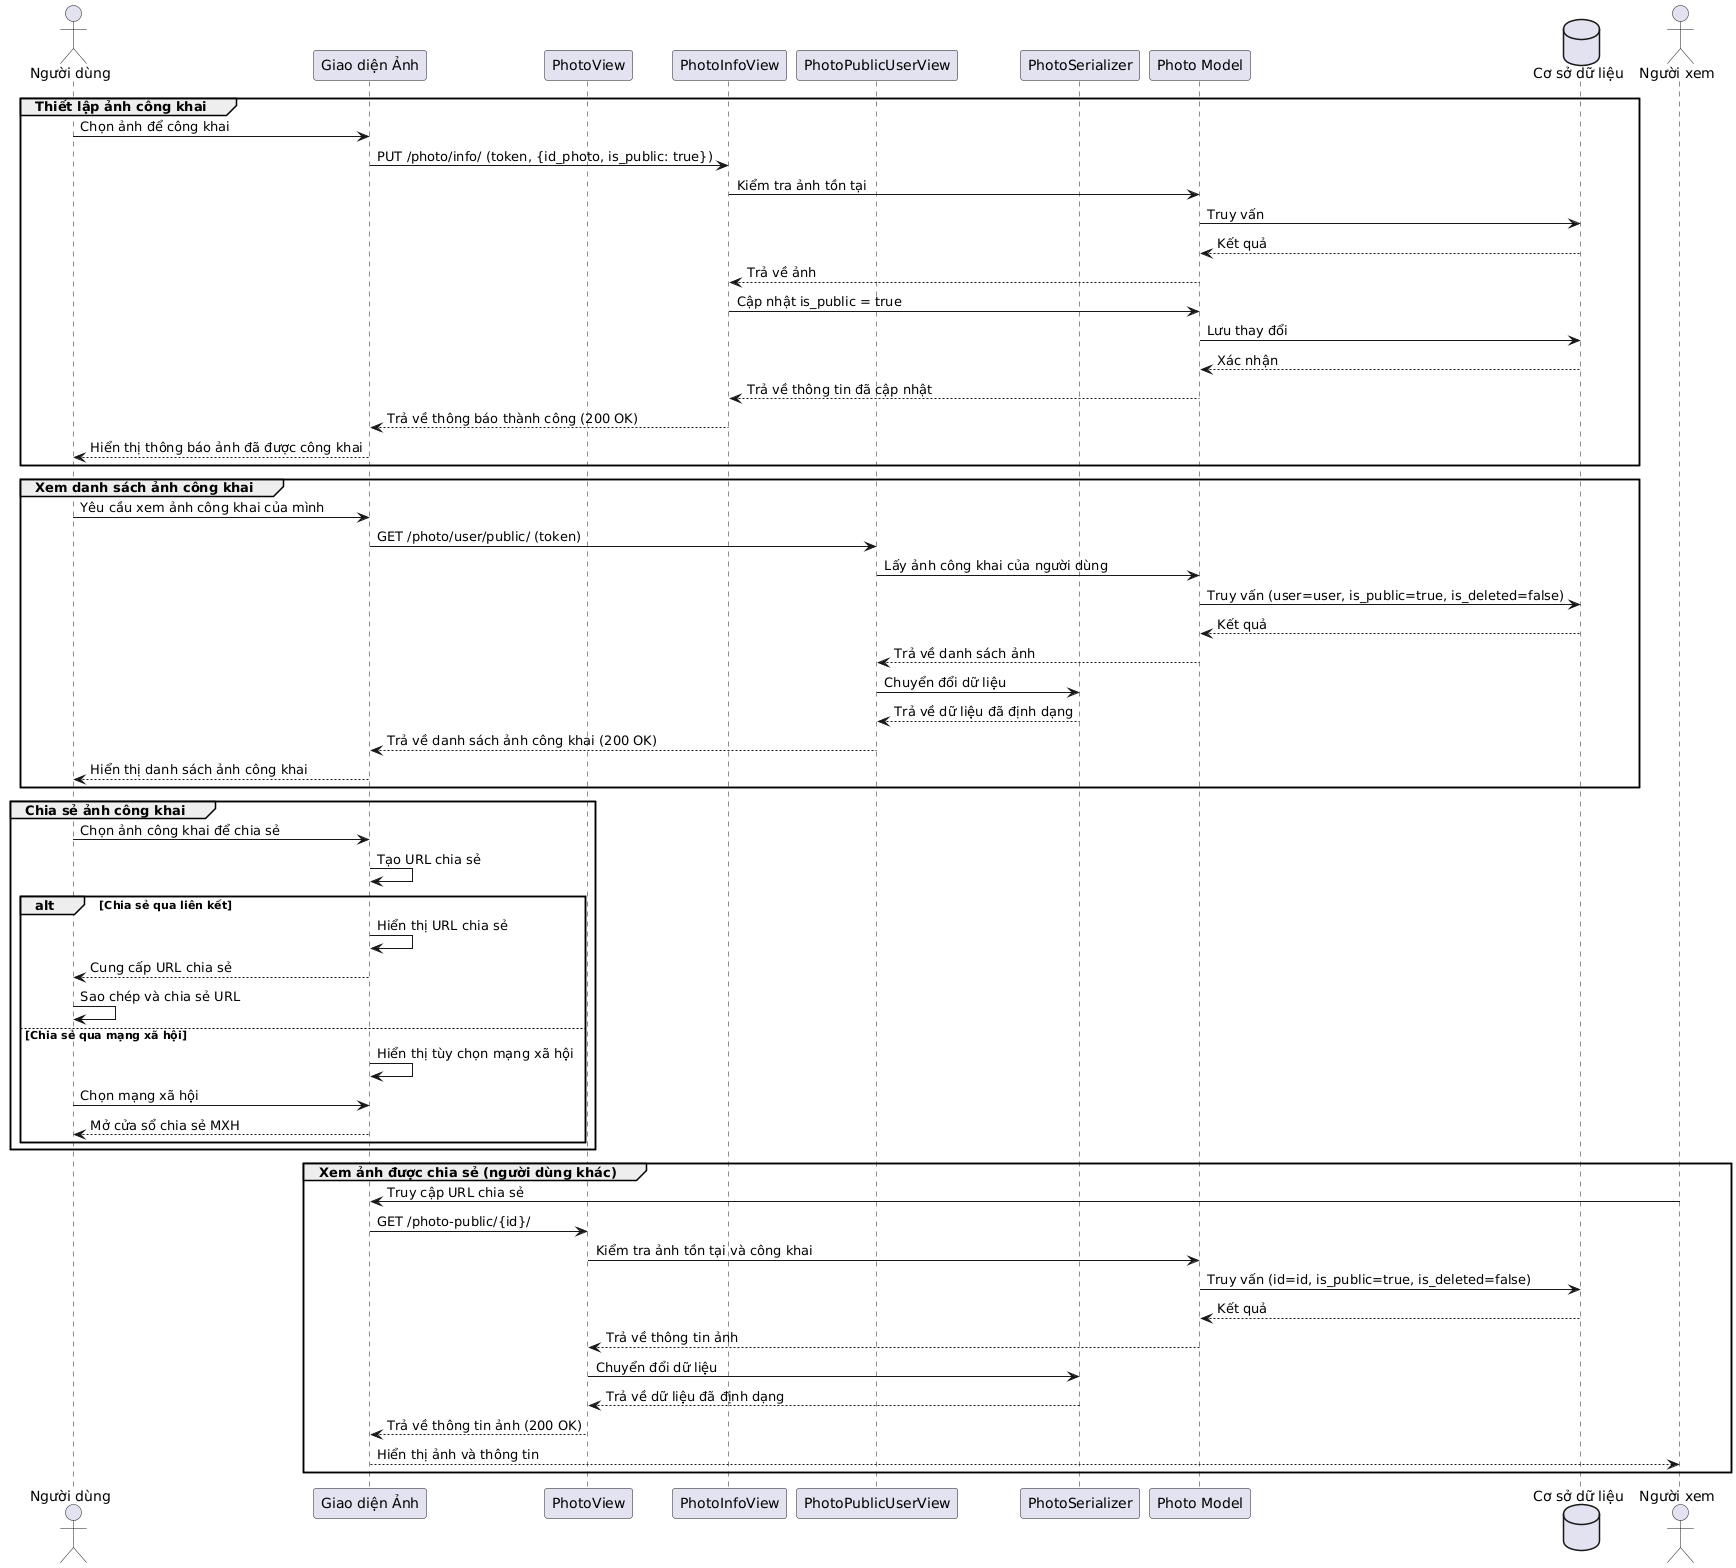 Người dùng
Giao diện Ảnh
PhotoView
PhotoInfoView
PhotoPublicUserView
PhotoSerializer
Photo Model
Cơ sở dữ liệu
Người xem
Thiết lập ảnh công khai
Chọn ảnh để công khai
PUT /photo/info/ (token, {id_photo, is_public: true})
Kiểm tra ảnh tồn tại
Truy vấn
Kết quả
Trả về ảnh
Cập nhật is_public = true
Lưu thay đổi
Xác nhận
Trả về thông tin đã cập nhật
Trả về thông báo thành công (200 OK)
Hiển thị thông báo ảnh đã được công khai
Xem danh sách ảnh công khai
Yêu cầu xem ảnh công khai của mình
GET /photo/user/public/ (token)
Lấy ảnh công khai của người dùng
Truy vấn (user=user, is_public=true, is_deleted=false)
Kết quả
Trả về danh sách ảnh
Chuyển đổi dữ liệu
Trả về dữ liệu đã định dạng
Trả về danh sách ảnh công khai (200 OK)
Hiển thị danh sách ảnh công khai
Chia sẻ ảnh công khai
Chọn ảnh công khai để chia sẻ
Tạo URL chia sẻ
alt [Chia sẻ qua liên kết]
Hiển thị URL chia sẻ
Cung cấp URL chia sẻ
Sao chép và chia sẻ URL
[Chia sẻ qua mạng xã hội]
Hiển thị tùy chọn mạng xã hội
Chọn mạng xã hội
Mở cửa sổ chia sẻ MXH
Xem ảnh được chia sẻ (người dùng khác)
Truy cập URL chia sẻ
GET /photo-public/{id}/
Kiểm tra ảnh tồn tại và công khai
Truy vấn (id=id, is_public=true, is_deleted=false)
Kết quả
Trả về thông tin ảnh
Chuyển đổi dữ liệu
Trả về dữ liệu đã định dạng
Trả về thông tin ảnh (200 OK)
Hiển thị ảnh và thông tin
Người dùng
Giao diện Ảnh
PhotoView
PhotoInfoView
PhotoPublicUserView
PhotoSerializer
Photo Model
Cơ sở dữ liệu
Người xem